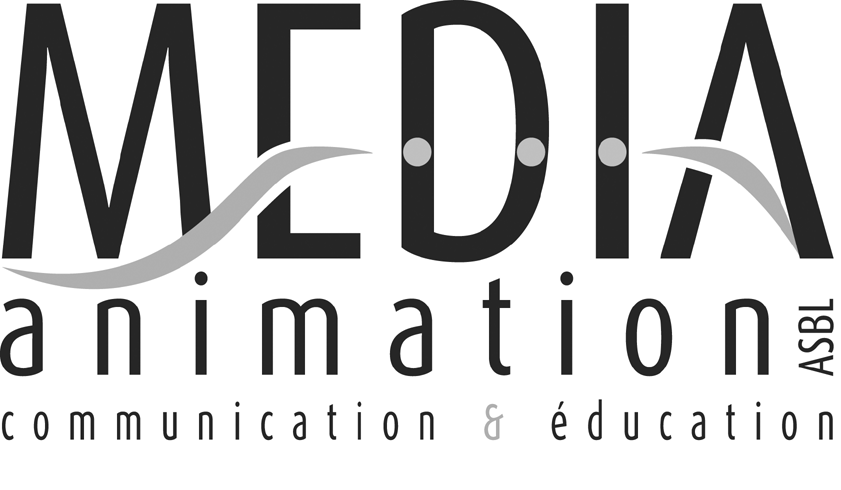 MEDIA
animation ASBL
communication & éducation